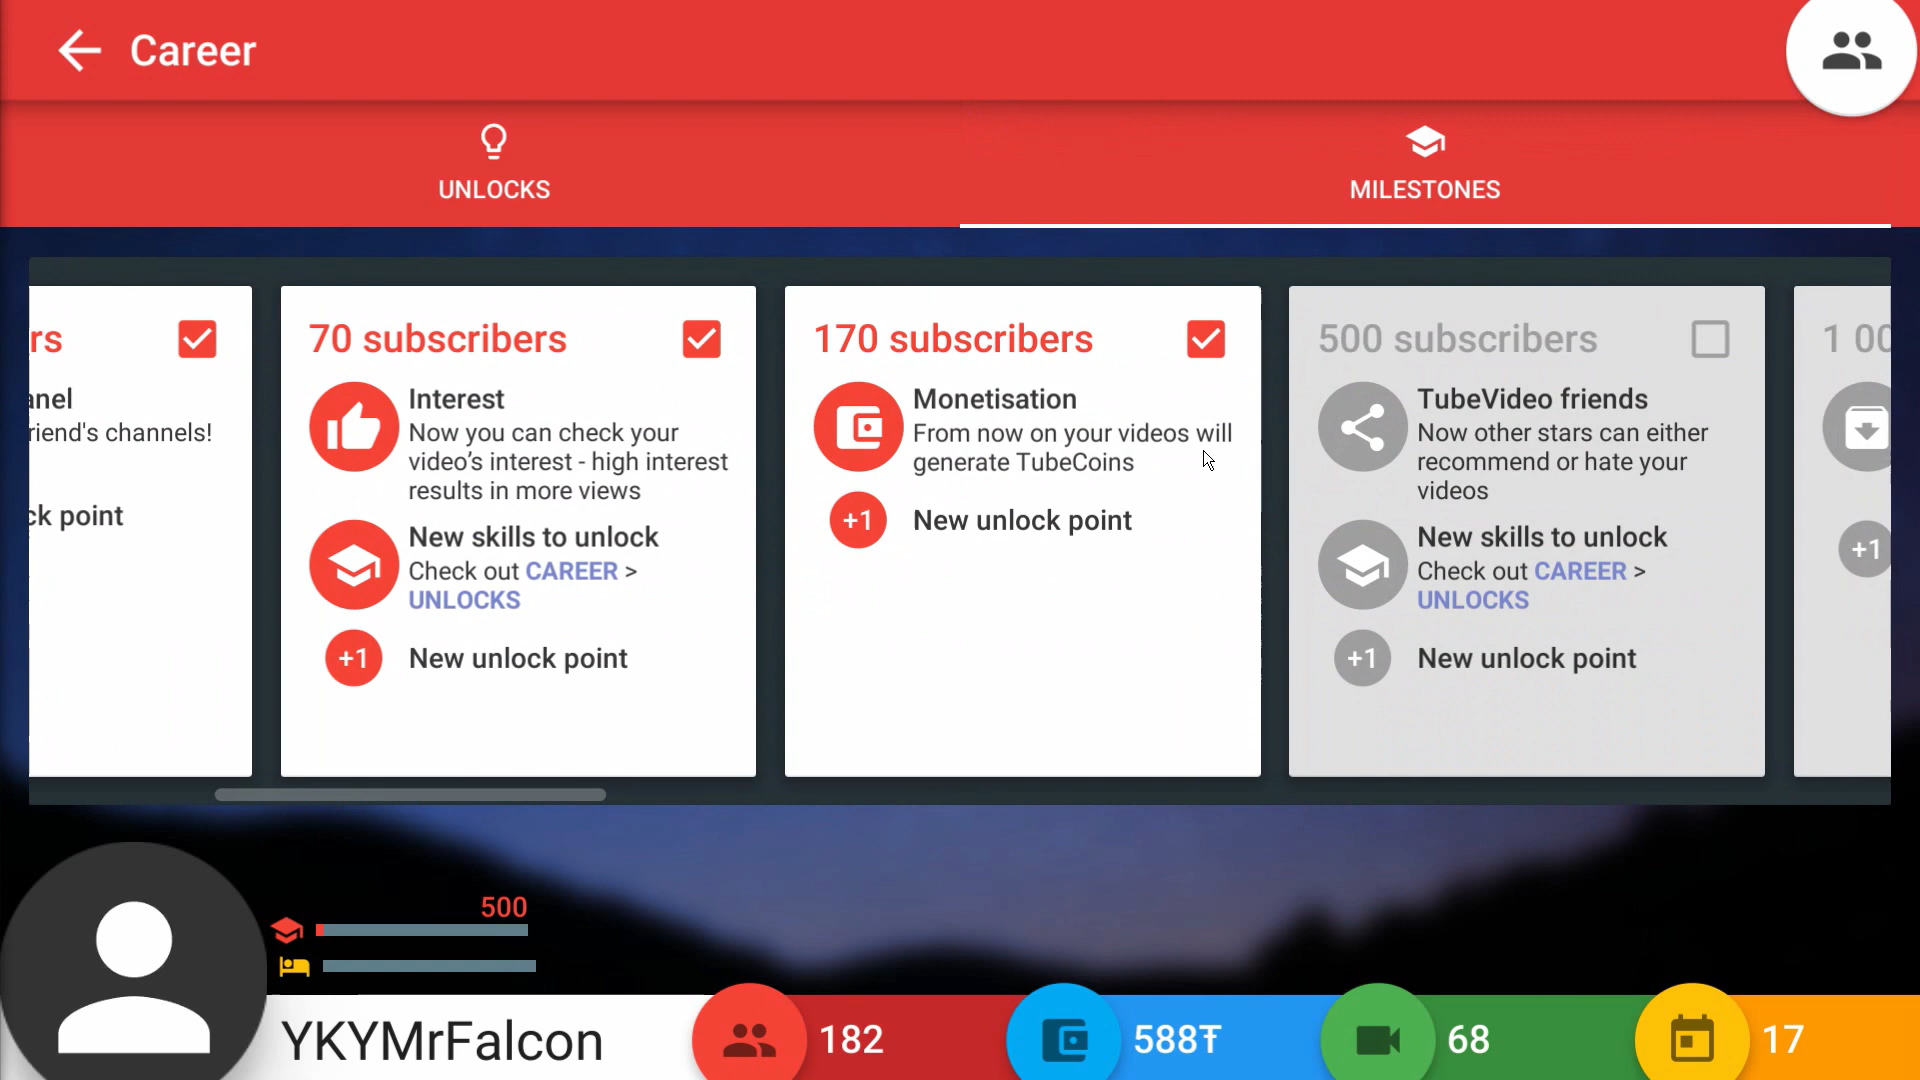 Career
UNLOCKS
MILESTONES
rs
anel
riend's channels!
ck point
70 subscribers
Interest
Now you can check your
video's interest - high interest
results in more views
New skills to unlock
Check out CAREER >
UNLOCKS
+1 New unlock point
170 subscribers
Monetisation
From now on your videos will
generate TubeCoins
+1 New unlock point
500 subscribers
TubeVideo friends
Now other stars can either
recommend or hate your
videos
New skills to unlock
Check out CAREER >
UNLOCKS
+1 New unlock point
1 00
+1
500
YKYMrFalcon
182
588Ŧ
68
17